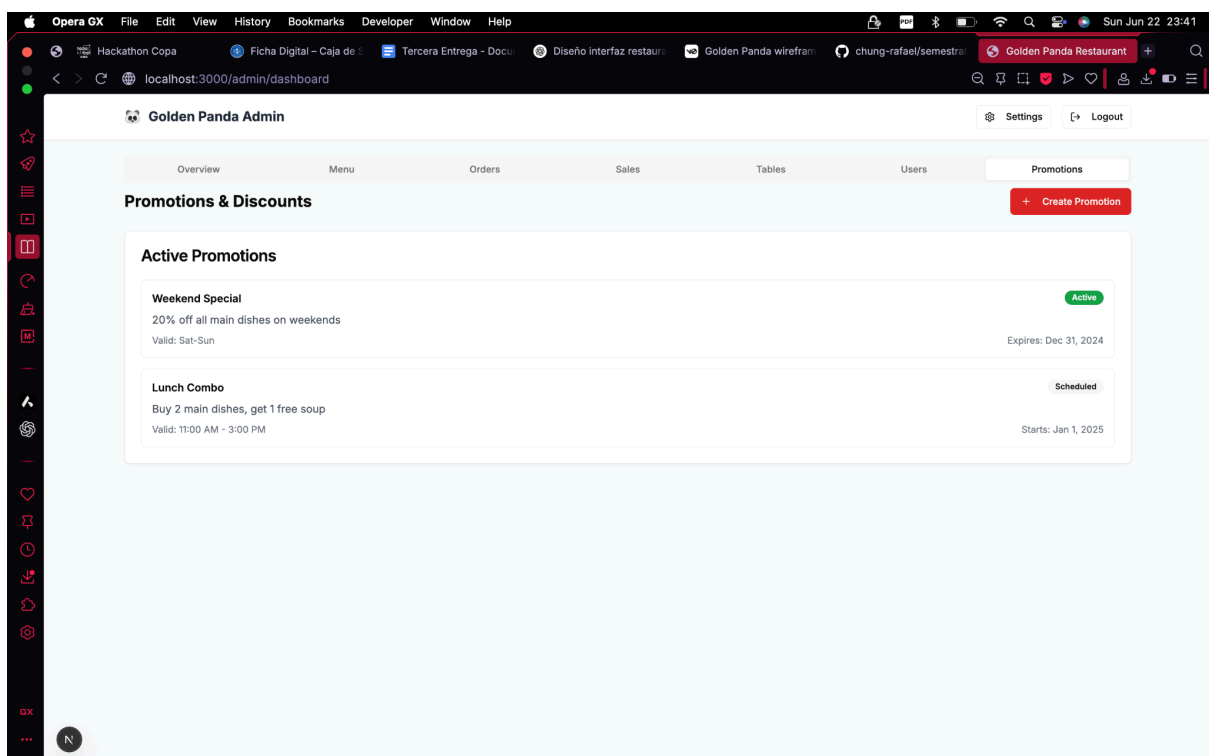 Opera GX File Edit View History Bookmarks Developer Window Help PDF Sun Jun 22 23:41
Hackathon Copa Ficha Digital – Caja de S Tercera Entrega - Docu Diseño interfaz restaura Golden Panda wirefram chung-rafael/semestral Golden Panda Restaurant +
localhost:3000/admin/dashboard
Golden Panda Admin Settings Logout
Overview Menu Orders Sales Tables Users Promotions
Promotions & Discounts + Create Promotion
Active Promotions
Weekend Special Active
20% off all main dishes on weekends
Valid: Sat-Sun Expires: Dec 31, 2024
Lunch Combo Scheduled
Buy 2 main dishes, get 1 free soup
Valid: 11:00 AM - 3:00 PM Starts: Jan 1, 2025
M
GX
N